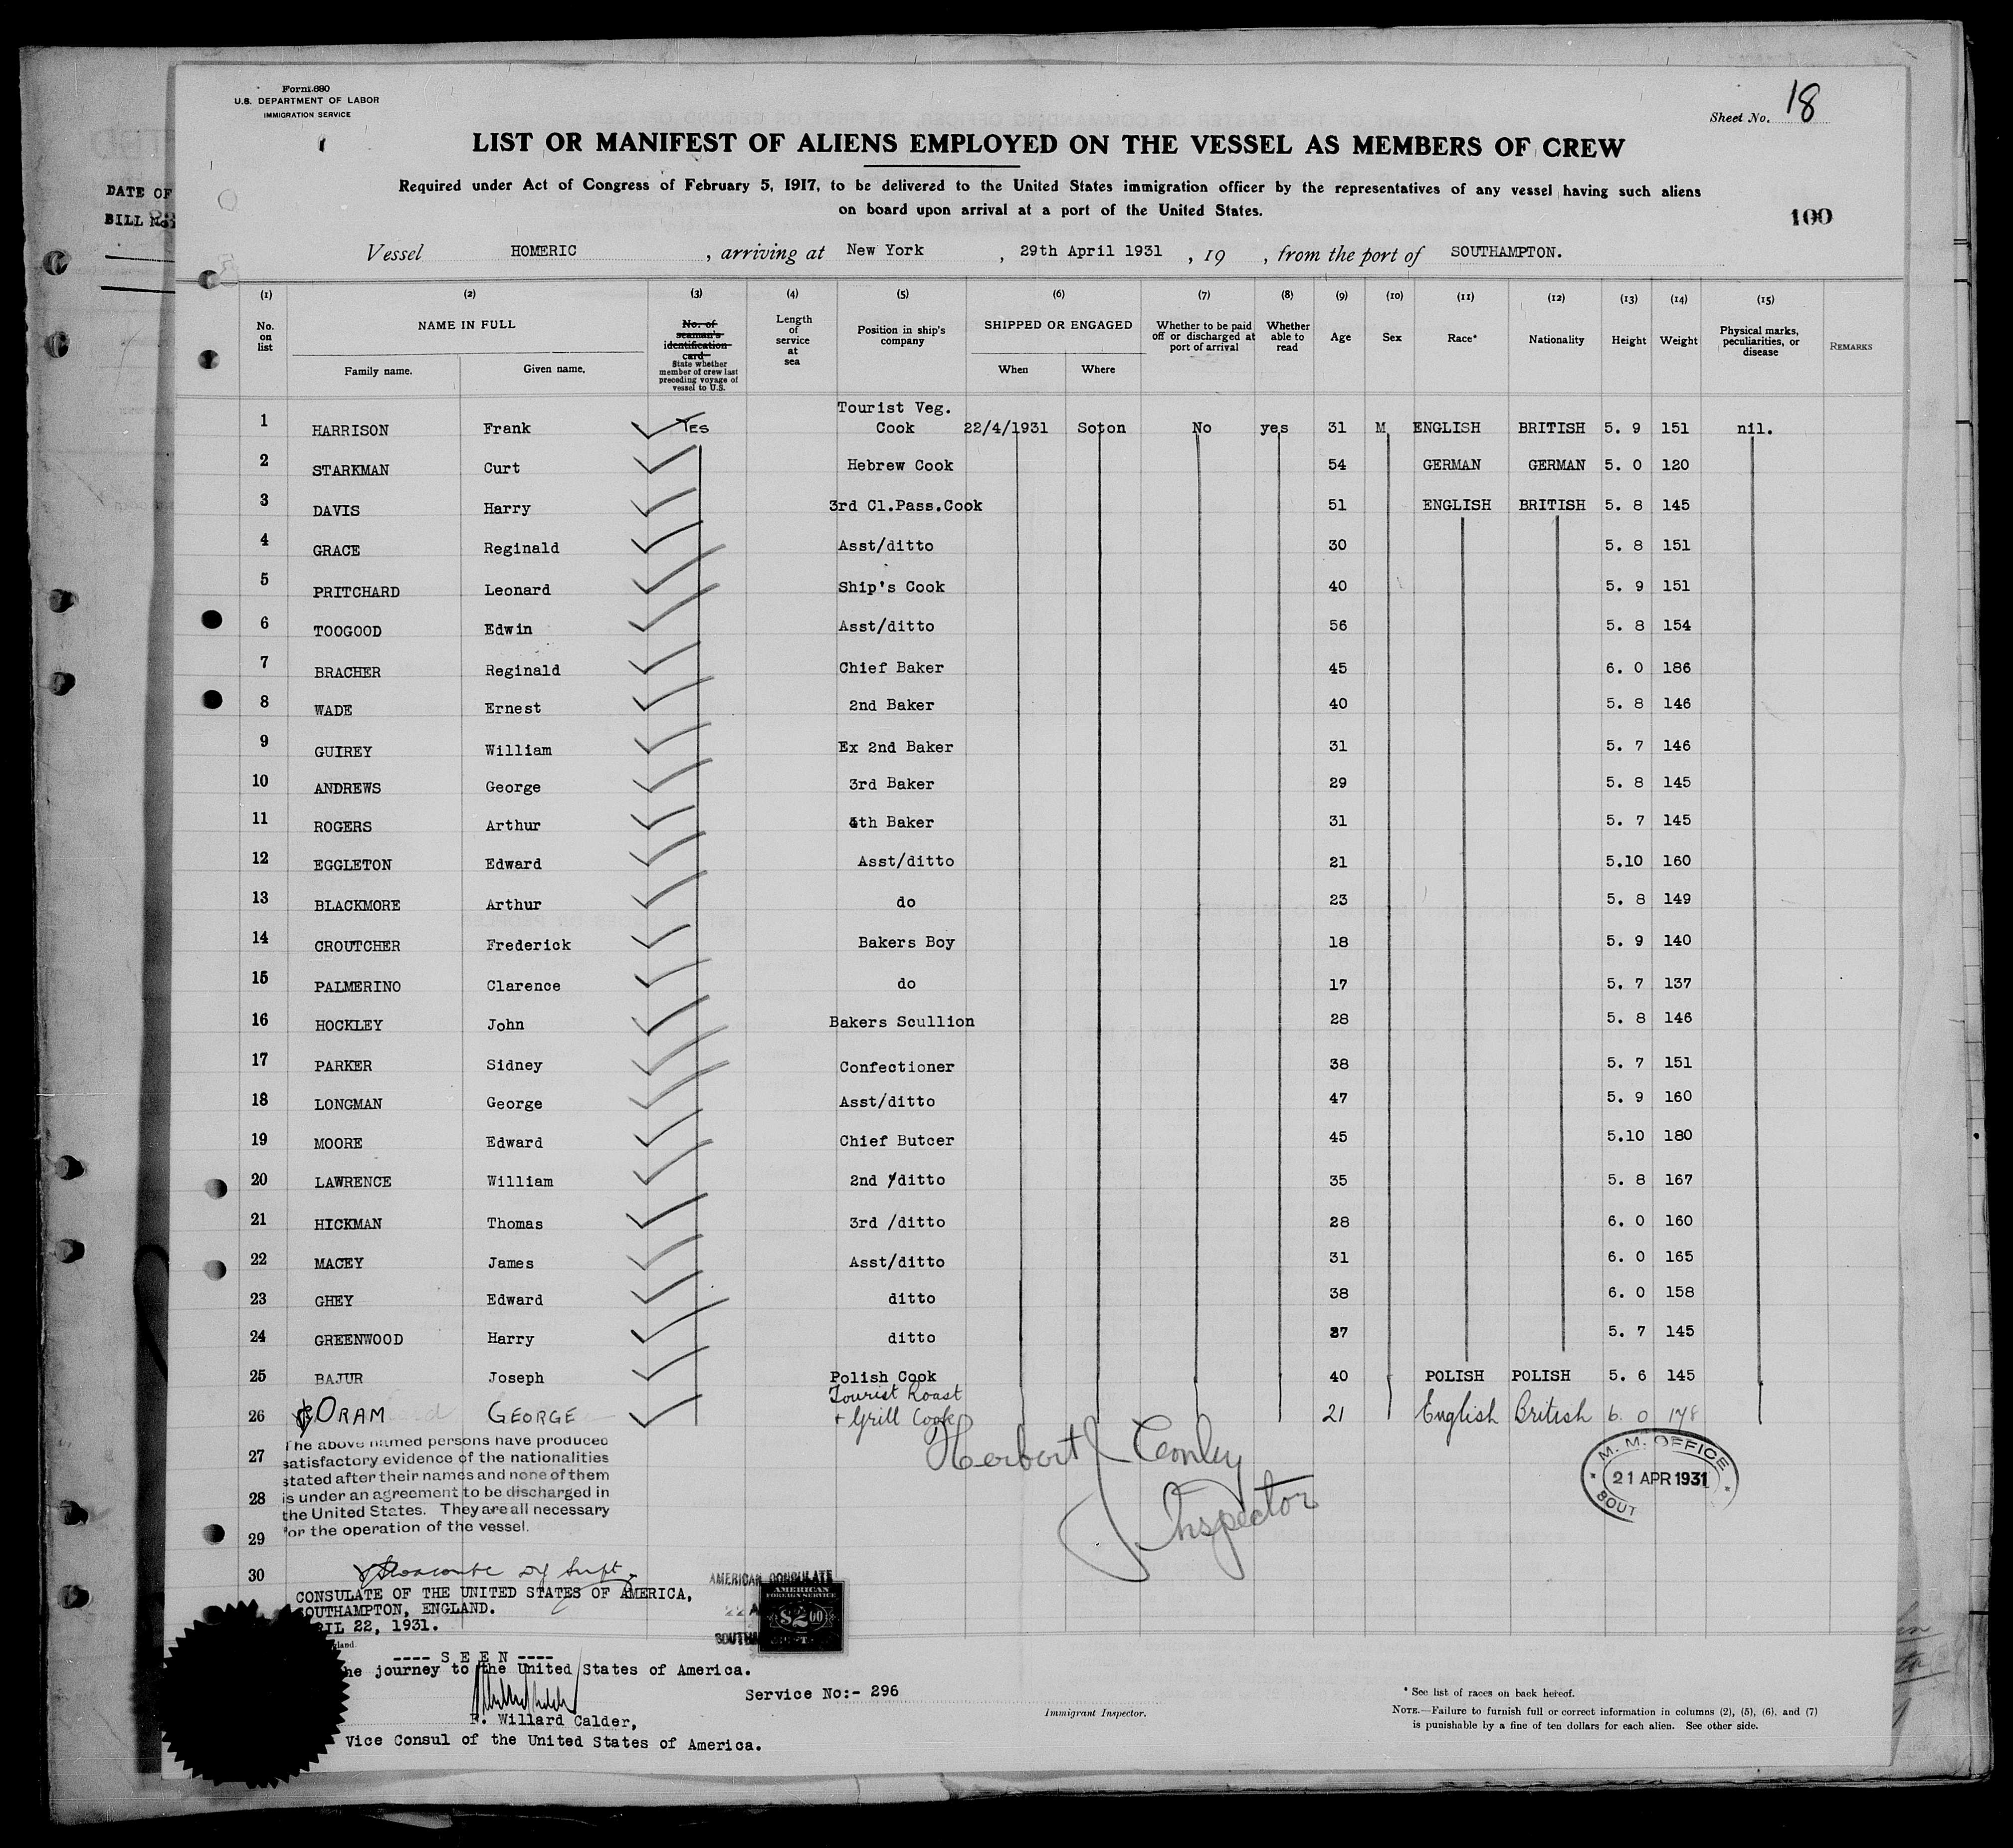 Form 680
U.S. DEPARTMENT OF LABOR
IMMIGRATION SERVICE
Sheet No. 18
LIST OR MANIFEST OF ALIENS EMPLOYED ON THE VESSEL AS MEMBERS OF CREW
Required under Act of Congress of February 5, 1917, to be delivered to the United States immigration officer by the representatives of any vessel having such aliens
on board upon arrival at a port of the United States.
100
DATE OF
BILL No.
Vessel HOMERIC , arriving at New York , 29th April 1931 , 19 , from the port of SOUTHAMPTON.
(1) (2) (3) (4) (5) (6) (7) (8) (9) (10) (11) (12) (13) (14) (15)
No. on list
NAME IN FULL
Family name.
Given name.
No. of seaman's identification card
State whether member of crew last preceding voyage of vessel to U.S.
Length of service at sea
Position in ship's company
SHIPPED OR ENGAGED
When
Where
Whether to be paid off or discharged at port of arrival
Whether able to read
Age
Sex
Race*
Nationality
Height
Weight
Physical marks, peculiarities, or disease
REMARKS
1 HARRISON Frank Yes Tourist Veg. Cook 22/4/1931 Soton No yes 31 M ENGLISH BRITISH 5. 9 151 nil.
2 STARKMAN Curt Hebrew Cook 54 GERMAN GERMAN 5. 0 120
3 DAVIS Harry 3rd Cl.Pass.Cook 51 ENGLISH BRITISH 5. 8 145
4 GRACE Reginald Asst/ditto 30 5. 8 151
5 PRITCHARD Leonard Ship's Cook 40 5. 9 151
6 TOOGOOD Edwin Asst/ditto 56 5. 8 154
7 BRACHER Reginald Chief Baker 45 6. 0 186
8 WADE Ernest 2nd Baker 40 5. 8 146
9 GUIREY William Ex 2nd Baker 31 5. 7 146
10 ANDREWS George 3rd Baker 29 5. 8 145
11 ROGERS Arthur 4th Baker 31 5. 7 145
12 EGGLETON Edward Asst/ditto 21 5.10 160
13 BLACKMORE Arthur do 23 5. 8 149
14 CROUTCHER Frederick Bakers Boy 18 5. 9 140
15 PALMERINO Clarence do 17 5. 7 137
16 HOCKLEY John Bakers Scullion 28 5. 8 146
17 PARKER Sidney Confectioner 38 5. 7 151
18 LONGMAN George Asst/ditto 47 5. 9 160
19 MOORE Edward Chief Butcer 45 5.10 180
20 LAWRENCE William 2nd /ditto 35 5. 8 167
21 HICKMAN Thomas 3rd /ditto 28 6. 0 160
22 MACEY James Asst/ditto 31 6. 0 165
23 GHEY Edward ditto 38 6. 0 158
24 GREENWOOD Harry ditto 27 5. 7 145
25 BAJUR Joseph Polish Cook 40 POLISH POLISH 5. 6 145
26 ORAM GEORGE Tourist Roast + Grill Cook 21 English British 6. 0 178
27
28
29
30
The above named persons have produced
satisfactory evidence of the nationalities
stated after their names and none of them
is under an agreement to be discharged in
the United States. They are all necessary
for the operation of the vessel.
Herbert J Conley
Inspector
M. M. OFFICE
21 APR 1931
SOUT
CONSULATE OF THE UNITED STATES OF AMERICA,
SOUTHAMPTON, ENGLAND.
APRIL 22, 1931.
---- S E E N ----
the journey to the United States of America.
F. Willard Calder,
Vice Consul of the United States of America.
AMERICAN CONSULATE
AMERICAN
FOREIGN SERVICE
$2 00
Service No:- 296
Immigrant Inspector.
* See list of races on back hereof.
NOTE.—Failure to furnish full or correct information in columns (2), (5), (6), and (7)
is punishable by a fine of ten dollars for each alien. See other side.